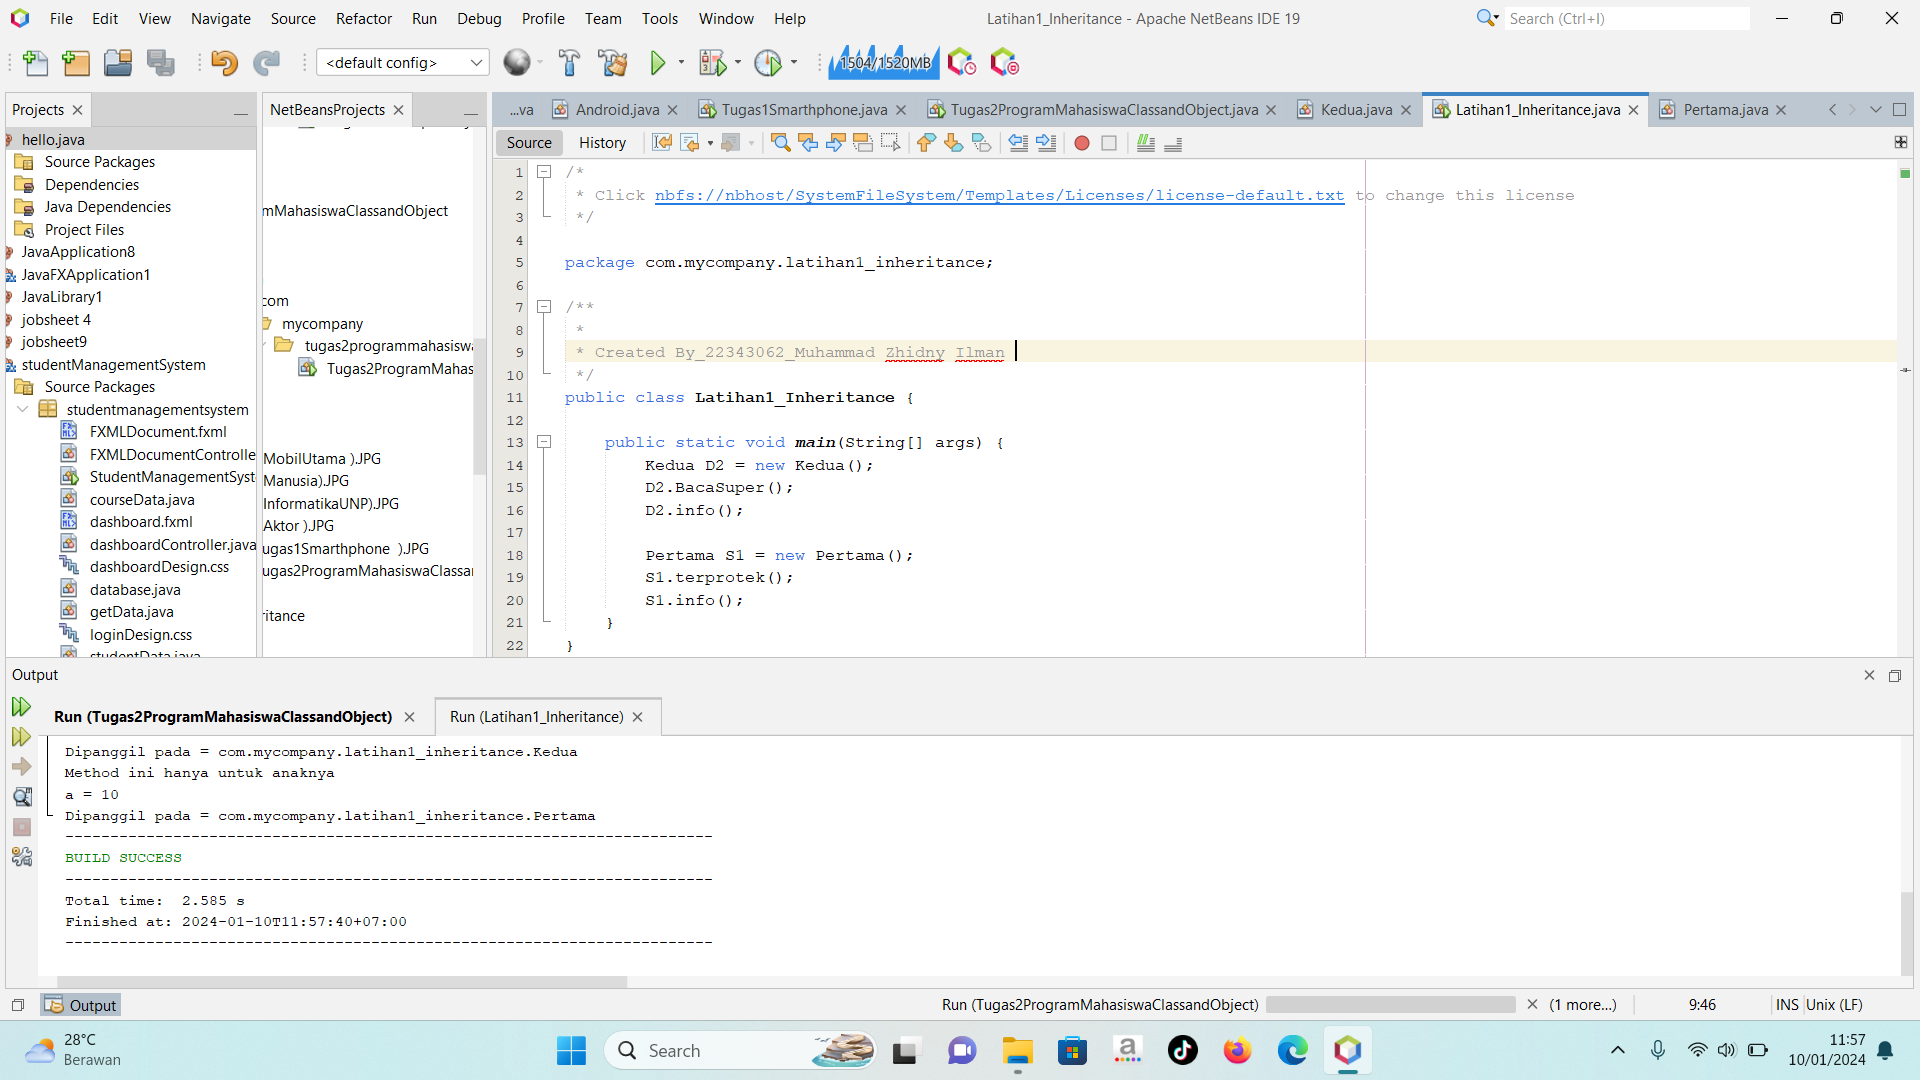 File Edit View Navigate Source Refactor Run Debug Profile Team Tools Window Help
Latihan1_Inheritance - Apache NetBeans IDE 19
Search (Ctrl+I)
<default config>
1504/1520MB
Projects
NetBeansProjects
...va
Android.java
Tugas1Smarthphone.java
Tugas2ProgramMahasiswaClassandObject.java
Kedua.java
Latihan1_Inheritance.java
Pertama.java
hello.java
Source Packages
Dependencies
Java Dependencies
Project Files
JavaApplication8
JavaFXApplication1
JavaLibrary1
jobsheet 4
jobsheet9
studentManagementSystem
Source Packages
studentmanagementsystem
FXMLDocument.fxml
FXMLDocumentControlle
StudentManagementSyst
courseData.java
dashboard.fxml
dashboardController.java
dashboardDesign.css
database.java
getData.java
loginDesign.css
studentData.java
mMahasiswaClassandObject
com
mycompany
tugas2programmahasiswa
Tugas2ProgramMahas
MobilUtama ).JPG
Manusia).JPG
InformatikaUNP).JPG
Aktor ).JPG
ugas1Smarthphone ).JPG
ugas2ProgramMahasiswaClassa
ritance
Source History
1 /*
2 * Click nbfs://nbhost/SystemFileSystem/Templates/Licenses/license-default.txt to change this license
3 */
4
5 package com.mycompany.latihan1_inheritance;
6
7 /**
8 *
9 * Created By_22343062_Muhammad Zhidny Ilman
10 */
11 public class Latihan1_Inheritance {
12
13 public static void main(String[] args) {
14 Kedua D2 = new Kedua();
15 D2.BacaSuper();
16 D2.info();
17
18 Pertama S1 = new Pertama();
19 S1.terprotek();
20 S1.info();
21 }
22 }
Output
Run (Tugas2ProgramMahasiswaClassandObject)
Run (Latihan1_Inheritance)
Dipanggil pada = com.mycompany.latihan1_inheritance.Kedua
Method ini hanya untuk anaknya
a = 10
Dipanggil pada = com.mycompany.latihan1_inheritance.Pertama
------------------------------------------------------------------------
BUILD SUCCESS
------------------------------------------------------------------------
Total time:  2.585 s
Finished at: 2024-01-10T11:57:40+07:00
------------------------------------------------------------------------
Output
Run (Tugas2ProgramMahasiswaClassandObject)
(1 more...)
9:46
INS
Unix (LF)
28°C
Berawan
Search
11:57
10/01/2024